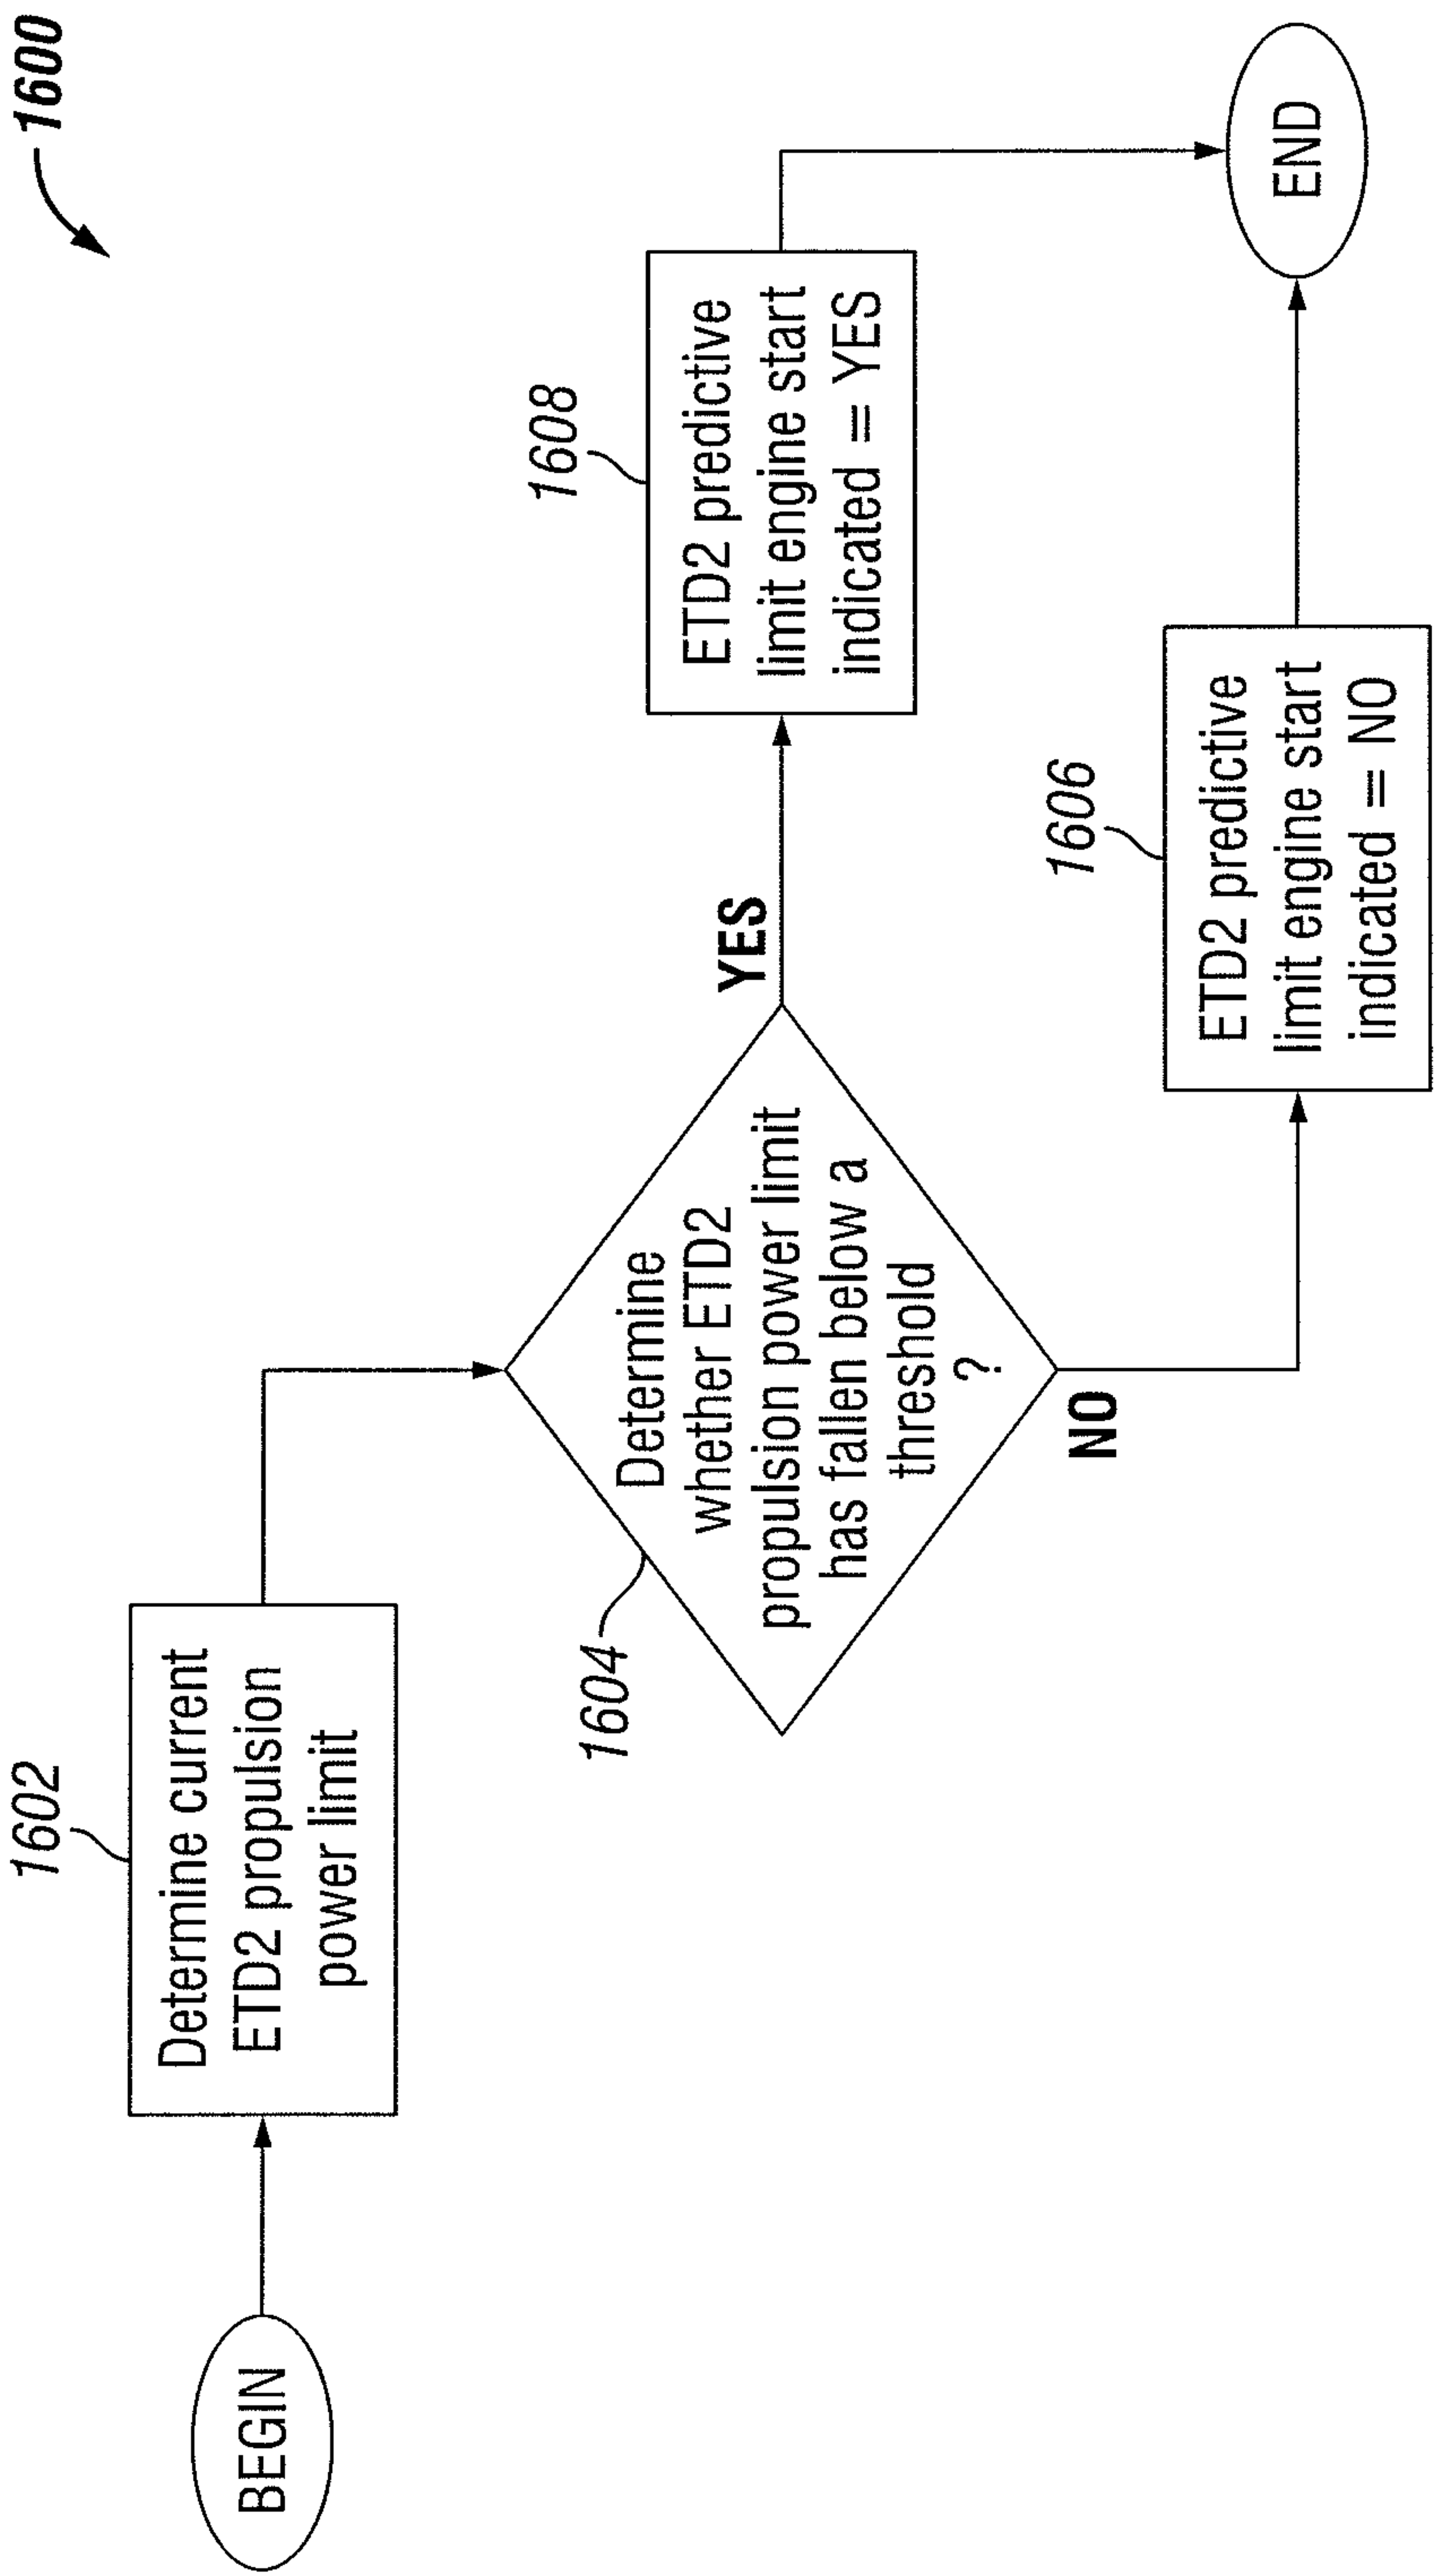 1600
BEGIN
1602
Determine current
ETD2 propulsion
power limit
1604
Determine
whether ETD2
propulsion power limit
has fallen below a
threshold
?
YES
NO
1608
ETD2 predictive
limit engine start
indicated = YES
1606
ETD2 predictive
limit engine start
indicated = NO
END